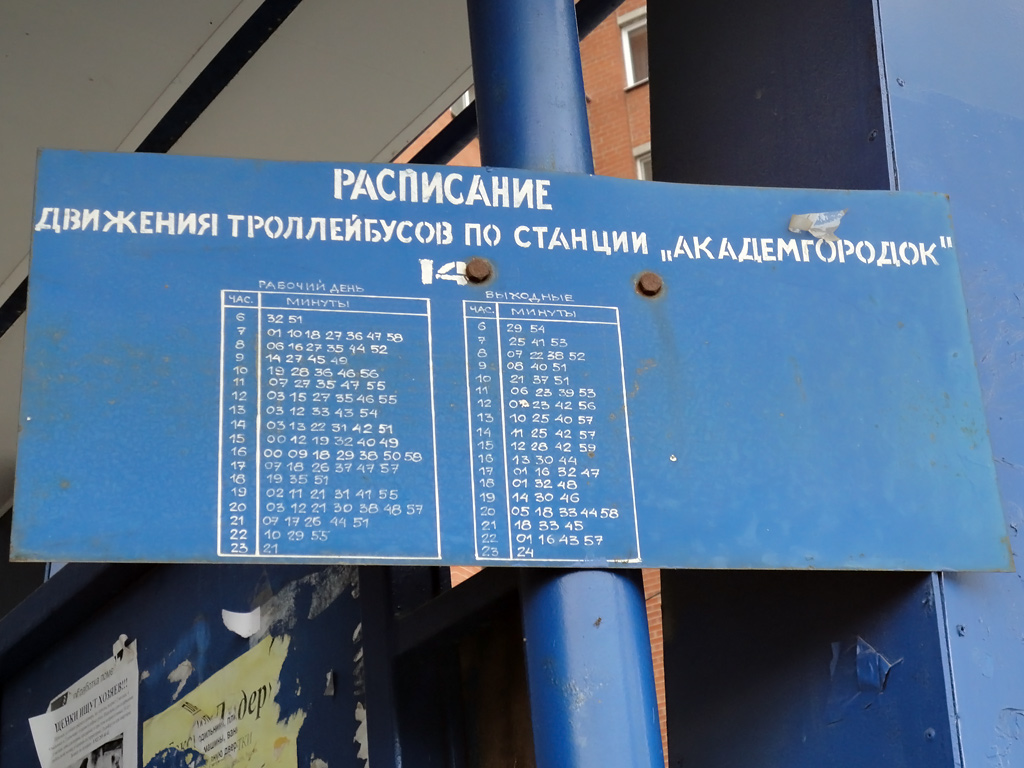 РАСПИСАНИЕ
ДВИЖЕНИЯ ТРОЛЛЕЙБУСОВ ПО СТАНЦИИ „АКАДЕМГОРОДОК"
14
РАБОЧИЙ ДЕНЬ
ЧАС. МИНУТЫ
6 32 51
7 01 10 18 27 36 47 58
8 06 16 27 35 44 52
9 14 27 45 49
10 19 28 36 46 56
11 07 27 35 47 55
12 03 15 27 35 46 55
13 03 12 33 43 54
14 03 13 22 31 42 51
15 00 12 19 32 40 49
16 00 09 18 29 38 50 58
17 07 18 26 37 47 57
18 19 35 51
19 02 11 21 31 41 55
20 03 12 21 30 38 48 57
21 07 17 26 44 51
22 10 29 55
23 21
ВЫХОДНЫЕ
ЧАС. МИНУТЫ
6 29 54
7 25 41 53
8 07 22 38 52
9 08 40 51
10 21 37 51
11 06 23 39 53
12 23 42 56
13 10 25 40 57
14 11 25 42 57
15 12 28 42 59
16 13 30 44
17 01 16 32 47
18 01 32 48
19 14 30 46
20 05 18 33 44 58
21 18 33 45
22 01 16 43 57
23 24
ЩЕНКИ ИЩУТ ХОЗЯЕВ!!!